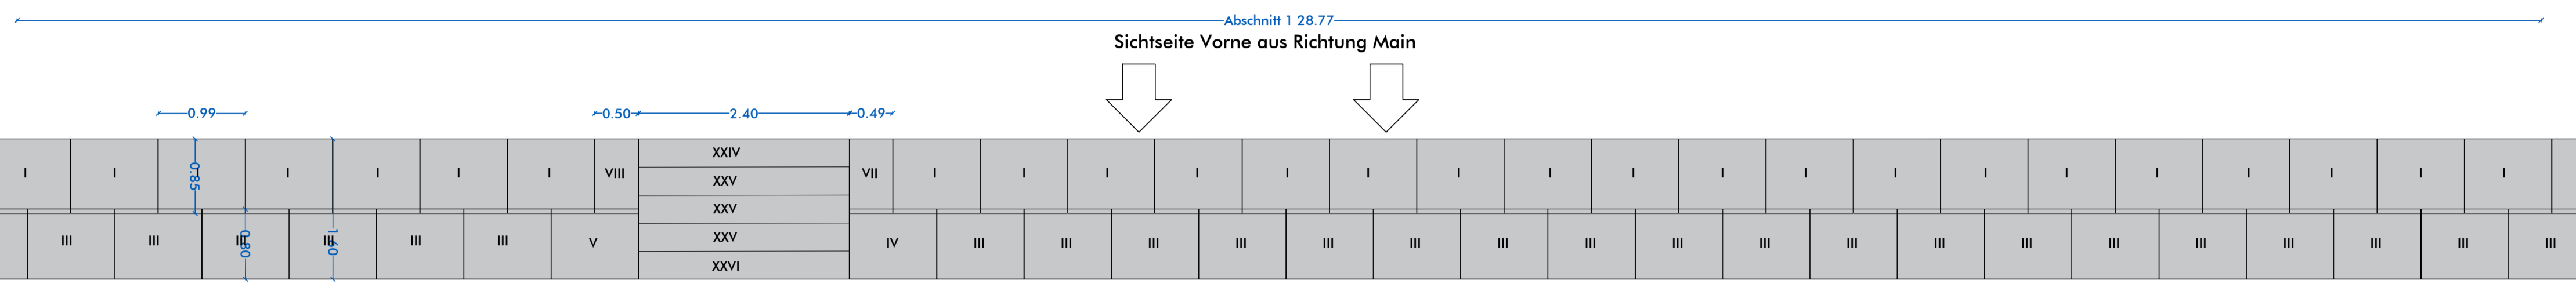 Abschnitt 1 28.77
Sichtseite Vorne aus Richtung Main
0.99 0.50 2.40 0.49
XXIV
I I I I I I I VIII VII I I I I I I I I I I I I I I I I I I I
0.85
XXV
XXV
XXV
III III III III III III V IV III III III III III III III III III III III III III III III III III III III
0.80 1.60
XXVI